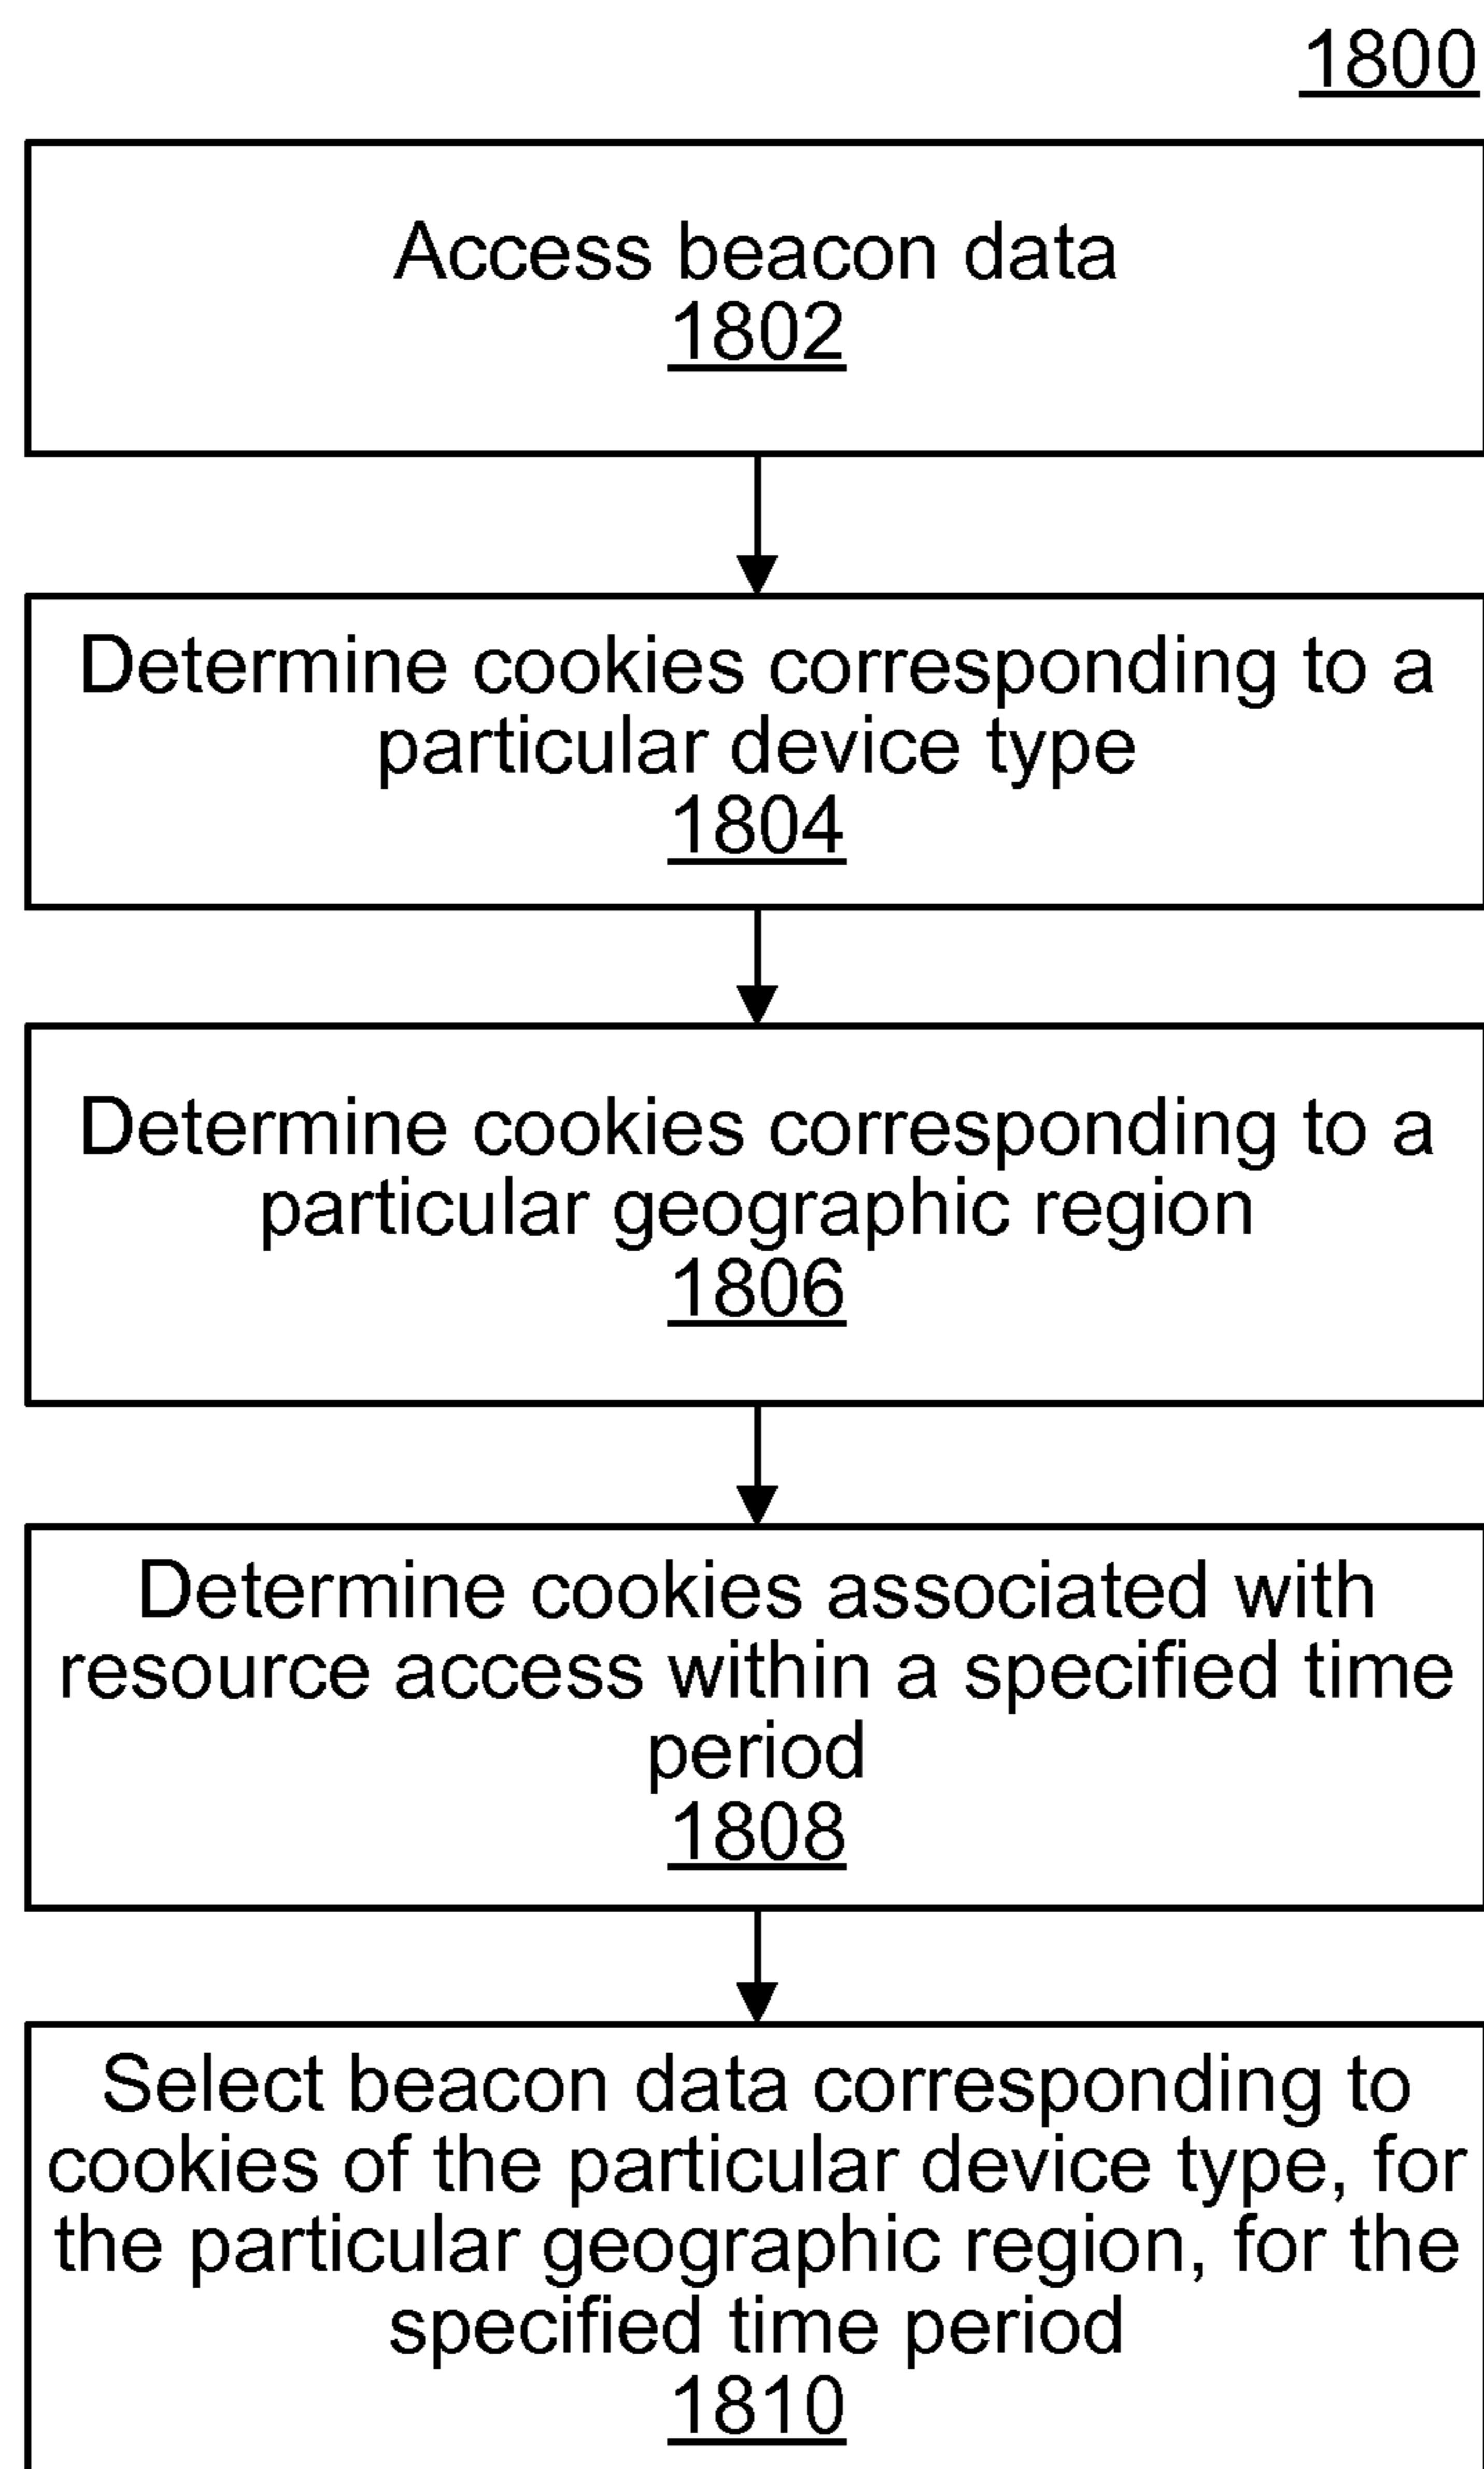 1800
Access beacon data
1802
Determine cookies corresponding to a
particular device type
1804
Determine cookies corresponding to a
particular geographic region
1806
Determine cookies associated with
resource access within a specified time
period
1808
Select beacon data corresponding to
cookies of the particular device type, for
the particular geographic region, for the
specified time period
1810